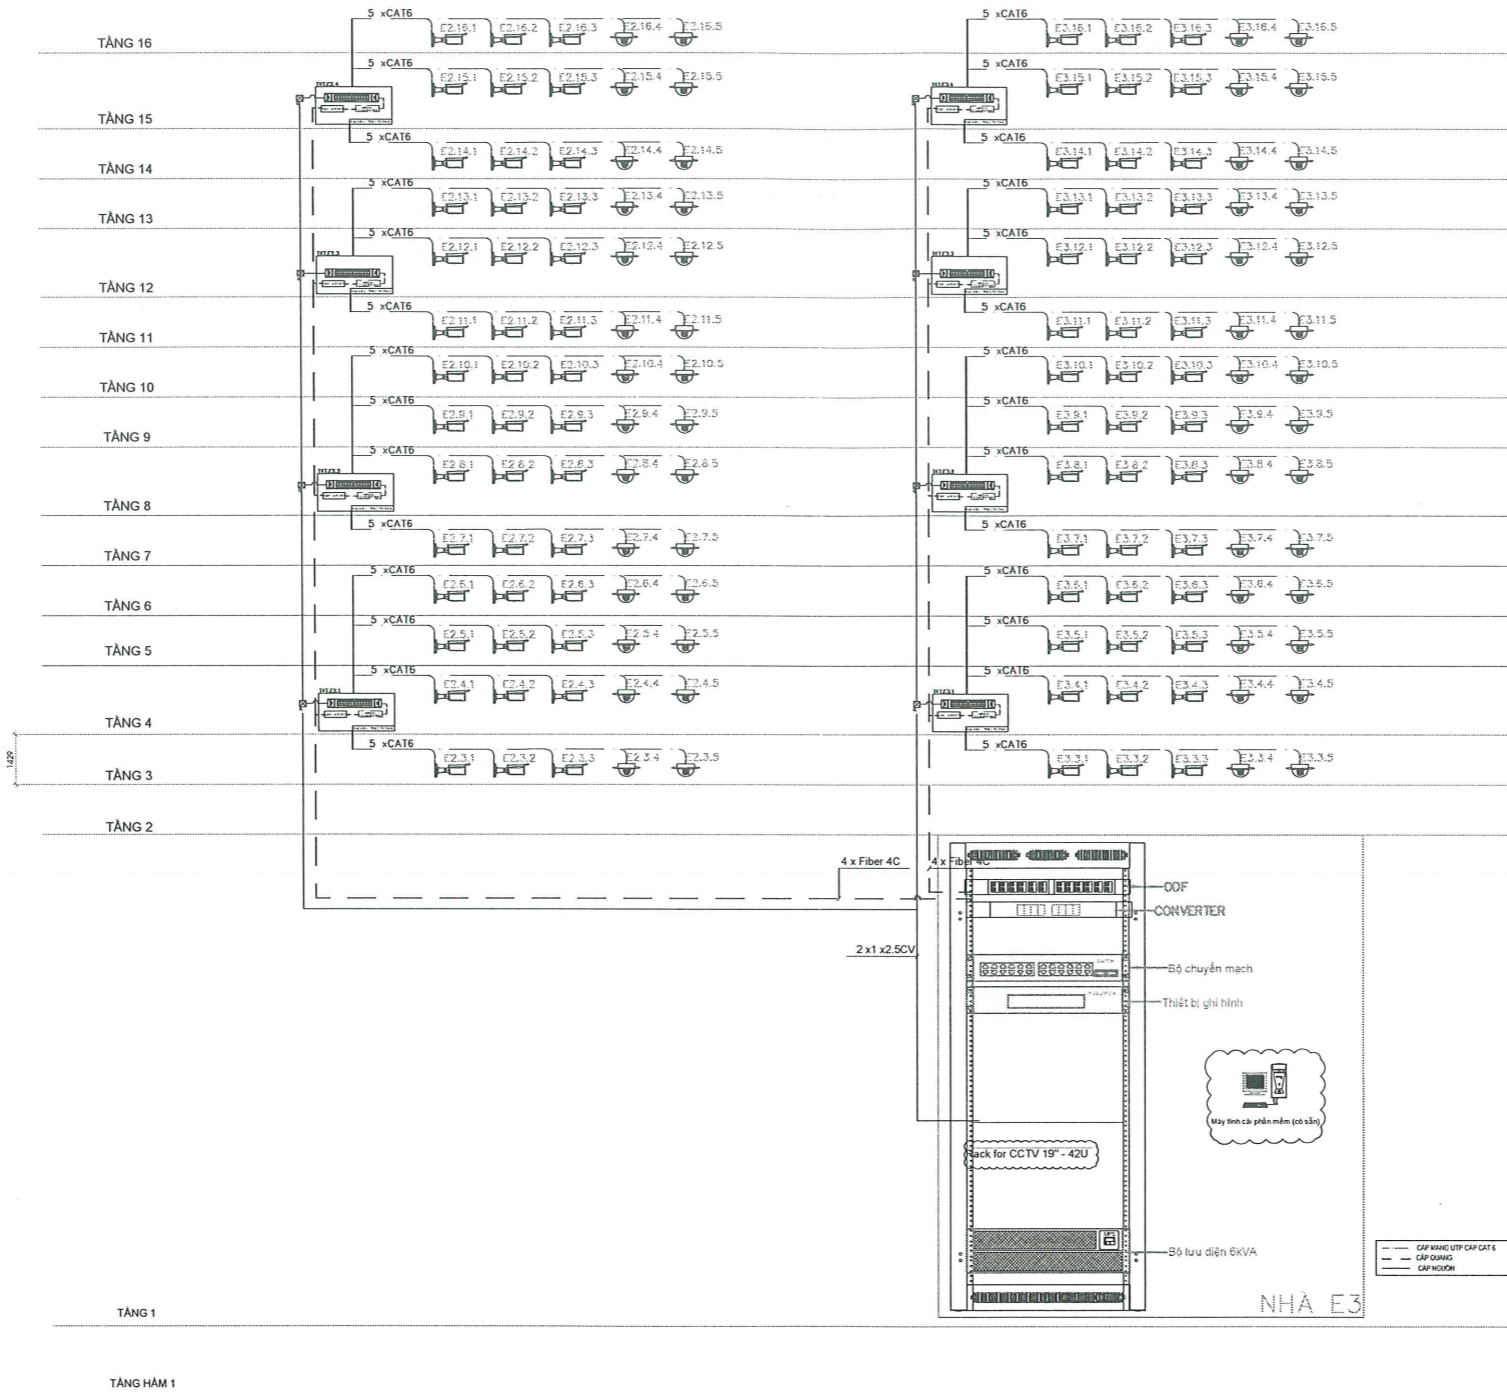 5 xCAT6 E2.16.1 E2.16.2 E2.16.3 E2.16.4 E2.16.5 5 xCAT6 E3.16.1 E3.16.2 E3.16.3 E3.16.4 E3.16.5
TẦNG 16
5 xCAT6 E2.15.1 E2.15.2 E2.15.3 E2.15.4 E2.15.5 5 xCAT6 E3.15.1 E3.15.2 E3.15.3 E3.15.4 E3.15.5
TẦNG 15
5 xCAT6 E2.14.1 E2.14.2 E2.14.3 E2.14.4 E2.14.5 5 xCAT6 E3.14.1 E3.14.2 E3.14.3 E3.14.4 E3.14.5
TẦNG 14
5 xCAT6 E2.13.1 E2.13.2 E2.13.3 E2.13.4 E2.13.5 5 xCAT6 E3.13.1 E3.13.2 E3.13.3 E3.13.4 E3.13.5
TẦNG 13
5 xCAT6 E2.12.1 E2.12.2 E2.12.3 E2.12.4 E2.12.5 5 xCAT6 E3.12.1 E3.12.2 E3.12.3 E3.12.4 E3.12.5
TẦNG 12
5 xCAT6 E2.11.1 E2.11.2 E2.11.3 E2.11.4 E2.11.5 5 xCAT6 E3.11.1 E3.11.2 E3.11.3 E3.11.4 E3.11.5
TẦNG 11
5 xCAT6 E2.10.1 E2.10.2 E2.10.3 E2.10.4 E2.10.5 5 xCAT6 E3.10.1 E3.10.2 E3.10.3 E3.10.4 E3.10.5
TẦNG 10
5 xCAT6 E2.9.1 E2.9.2 E2.9.3 E2.9.4 E2.9.5 5 xCAT6 E3.9.1 E3.9.2 E3.9.3 E3.9.4 E3.9.5
TẦNG 9
5 xCAT6 E2.8.1 E2.8.2 E2.8.3 E2.8.4 E2.8.5 5 xCAT6 E3.8.1 E3.8.2 E3.8.3 E3.8.4 E3.8.5
TẦNG 8
5 xCAT6 E2.7.1 E2.7.2 E2.7.3 E2.7.4 E2.7.5 5 xCAT6 E3.7.1 E3.7.2 E3.7.3 E3.7.4 E3.7.5
TẦNG 7
5 xCAT6 E2.6.1 E2.6.2 E2.6.3 E2.6.4 E2.6.5 5 xCAT6 E3.6.1 E3.6.2 E3.6.3 E3.6.4 E3.6.5
TẦNG 6
5 xCAT6 E2.5.1 E2.5.2 E2.5.3 E2.5.4 E2.5.5 5 xCAT6 E3.5.1 E3.5.2 E3.5.3 E3.5.4 E3.5.5
TẦNG 5
5 xCAT6 E2.4.1 E2.4.2 E2.4.3 E2.4.4 E2.4.5 5 xCAT6 E3.4.1 E3.4.2 E3.4.3 E3.4.4 E3.4.5
TẦNG 4
5 xCAT6 E2.3.1 E2.3.2 E2.3.3 E2.3.4 E2.3.5 5 xCAT6 E3.3.1 E3.3.2 E3.3.3 E3.3.4 E3.3.5
1429
TẦNG 3
TẦNG 2
4 x Fiber 4C 4 x Fiber 4C
ODF
CONVERTER
2 x1 x2.5CV
Bộ chuyển mạch
Thiết bị ghi hình
Máy tính cài phần mềm (có sẵn)
Rack for CCTV 19" - 42U
Bộ lưu điện 6kVA
CÁP MẠNG UTP CÁP CAT 6
CÁP QUANG
CÁP NGUỒN
NHÀ E3
TẦNG 1
TẦNG HẦM 1